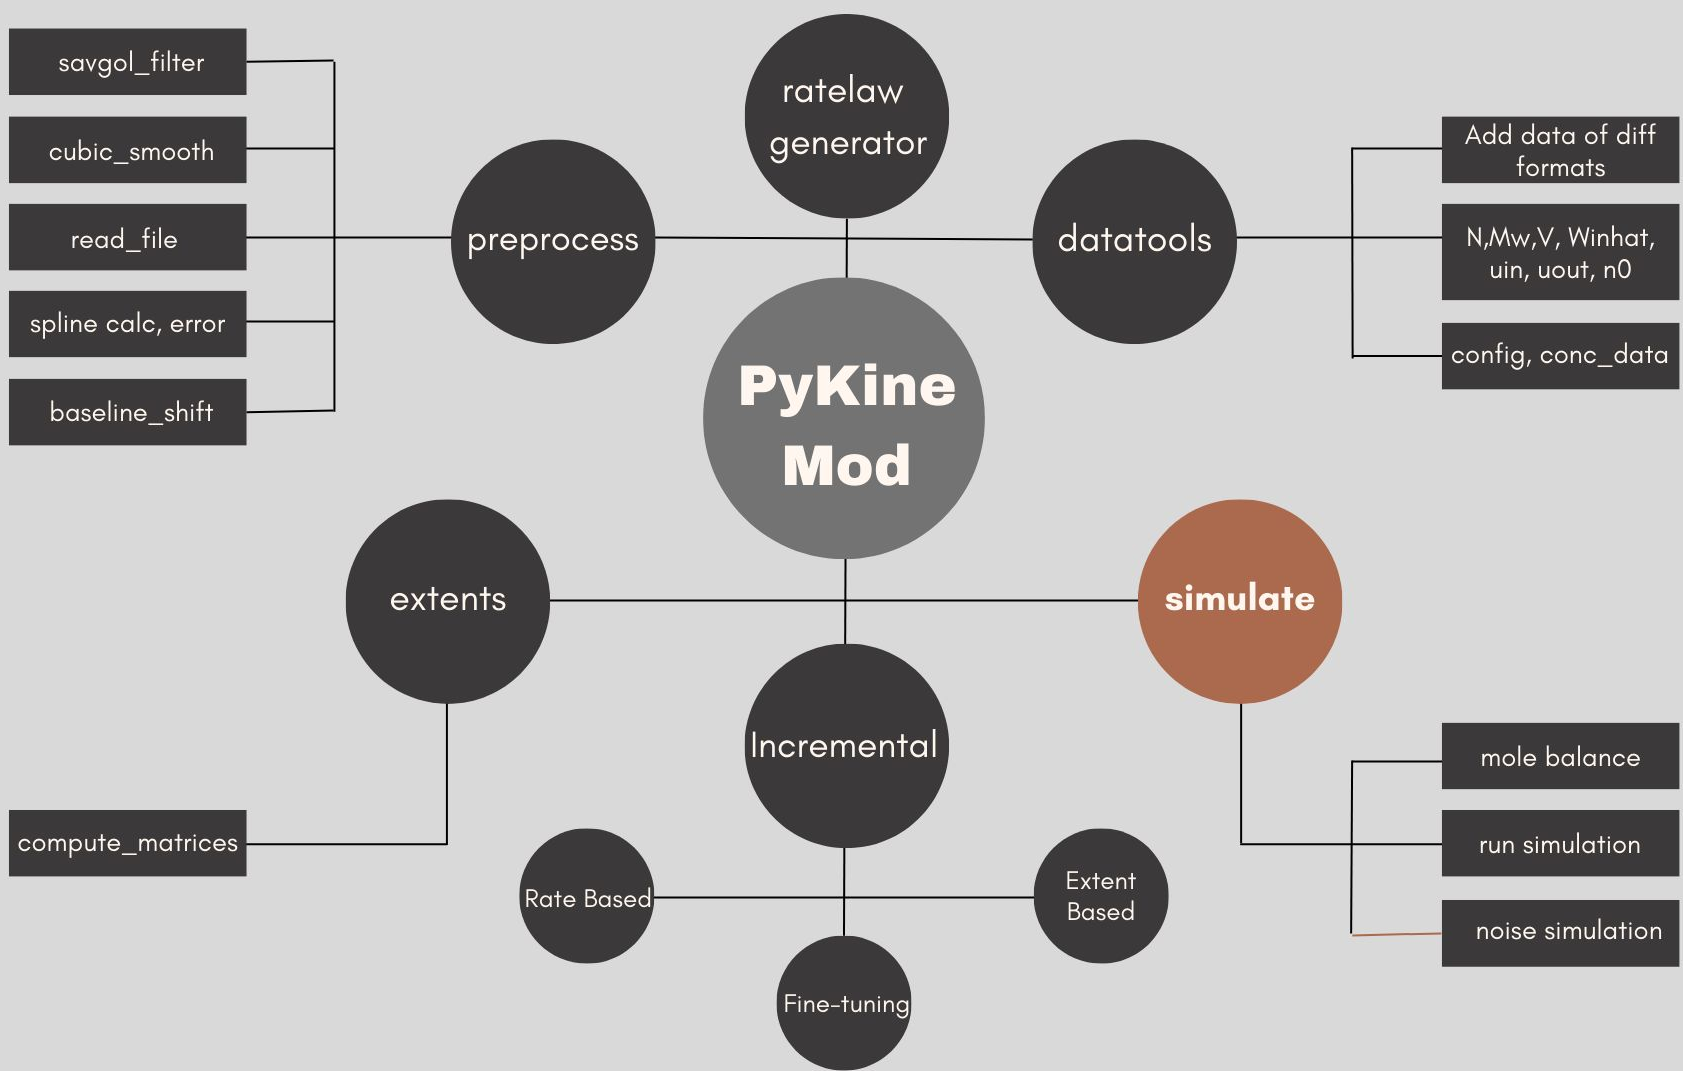 savgol_filter
cubic_smooth
read_file
spline calc, error
baseline_shift
preprocess
ratelaw
generator
datatools
Add data of diff
formats
N,Mw,V, Winhat,
uin, uout, n0
config, conc_data
PyKine
Mod
extents
simulate
Incremental
compute_matrices
Rate Based
Extent
Based
Fine-tuning
mole balance
run simulation
noise simulation